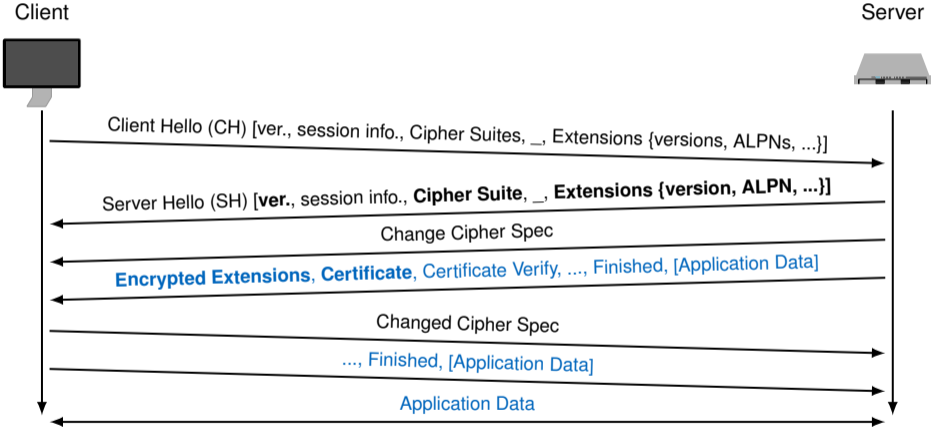 Client
Server
Client Hello (CH) [ver., session info., Cipher Suites, _, Extensions {versions, ALPNs, ...}]
Server Hello (SH) [ver., session info., Cipher Suite, _, Extensions {version, ALPN, ...}]
Change Cipher Spec
Encrypted Extensions, Certificate, Certificate Verify, ..., Finished, [Application Data]
Changed Cipher Spec
..., Finished, [Application Data]
Application Data